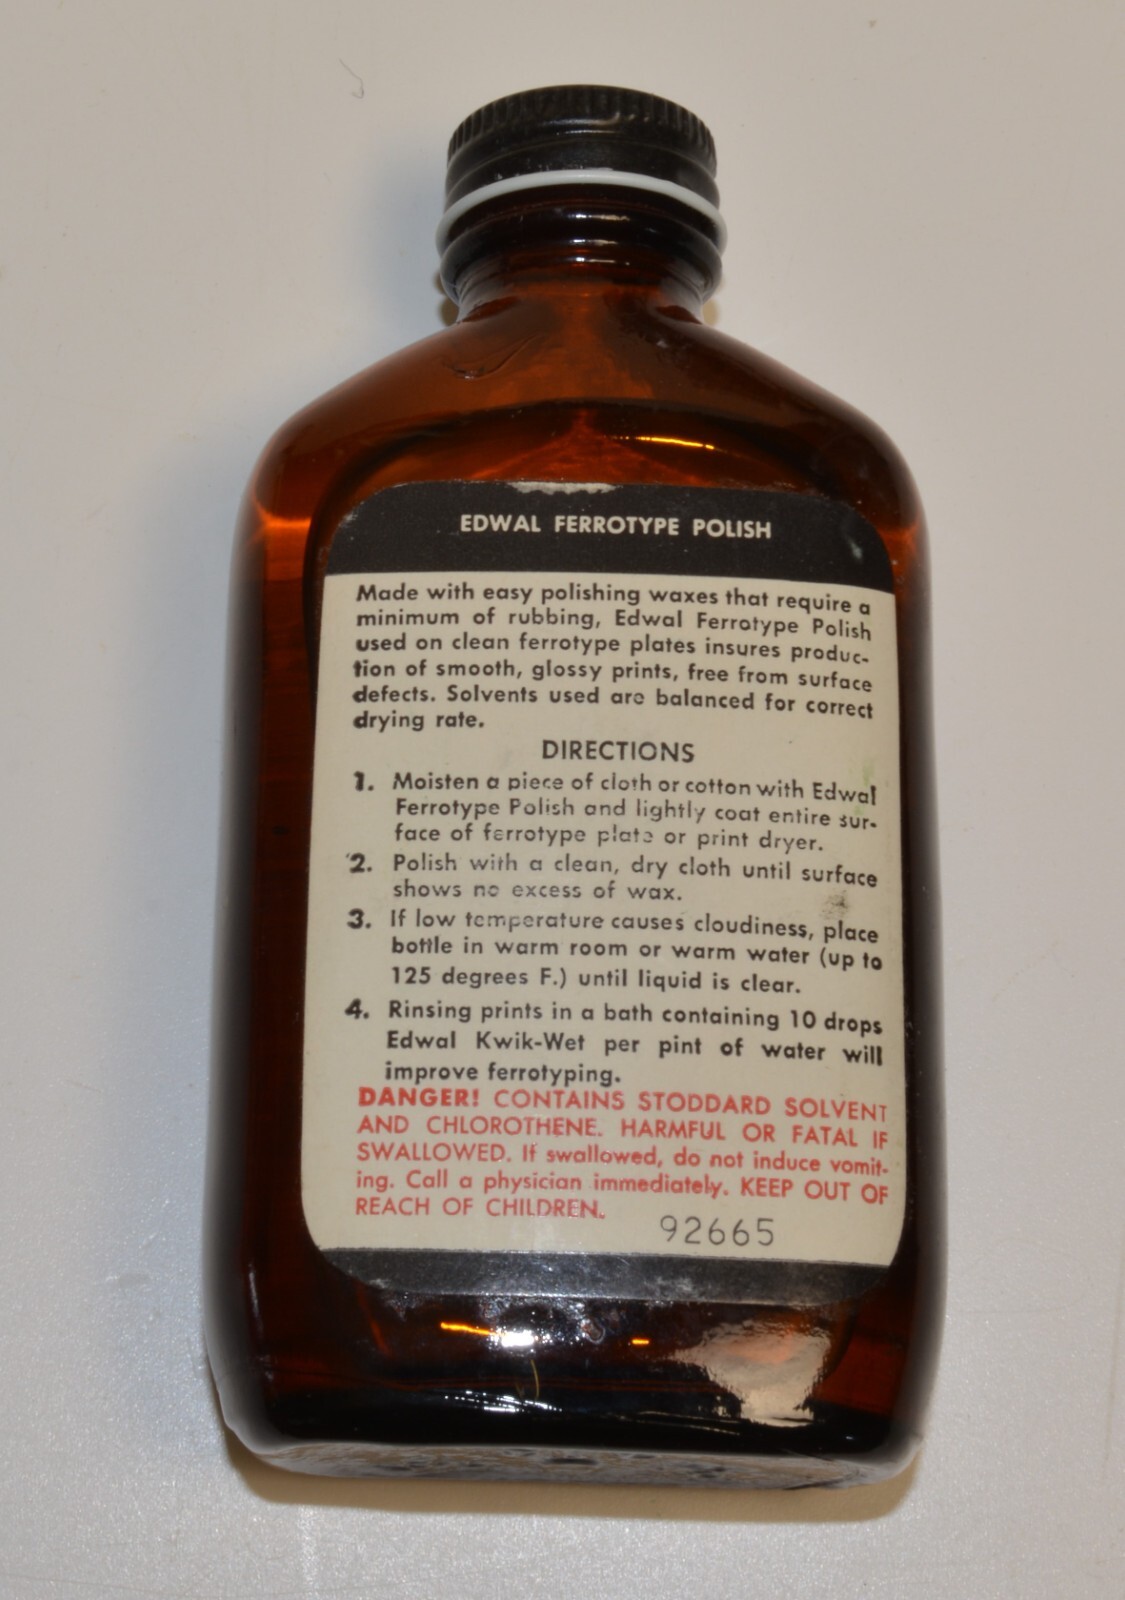 EDWAL FERROTYPE POLISH
Made with easy polishing waxes that require a
minimum of rubbing, Edwal Ferrotype Polish
used on clean ferrotype plates insures produc-
tion of smooth, glossy prints, free from surface
defects. Solvents used are balanced for correct
drying rate.
DIRECTIONS
1. Moisten a piece of cloth or cotton with Edwal
Ferrotype Polish and lightly coat entire sur-
face of ferrotype plate or print dryer.
2. Polish with a clean, dry cloth until surface
shows no excess of wax.
3. If low temperature causes cloudiness, place
bottle in warm room or warm water (up to
125 degrees F.) until liquid is clear.
4. Rinsing prints in a bath containing 10 drops
Edwal Kwik-Wet per pint of water will
improve ferrotyping.
DANGER! CONTAINS STODDARD SOLVENT
AND CHLOROTHENE. HARMFUL OR FATAL IF
SWALLOWED. If swallowed, do not induce vomit-
ing. Call a physician immediately. KEEP OUT OF
REACH OF CHILDREN.
92665